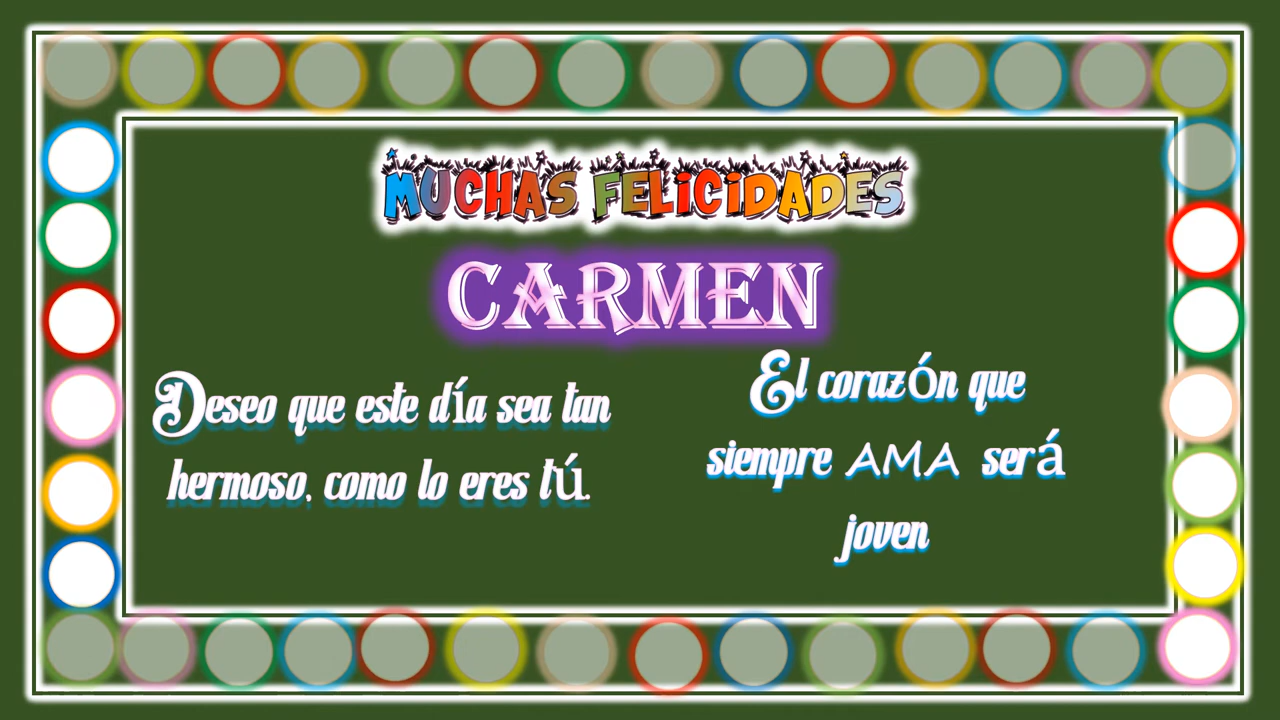 MUCHAS FELICIDADES
CARMEN
Deseo que este día sea tan
hermoso, como lo eres tú.
El corazón que
siempre AMA será
joven